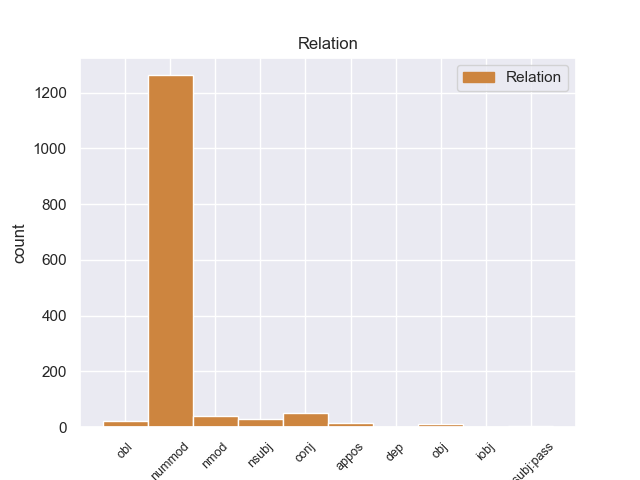 Relation
Relation
count
1200
1000
800
600
400
200
0
obl
nummod
nmod
nsubj
conj
appos
dep
obj
iobj
subj:pass